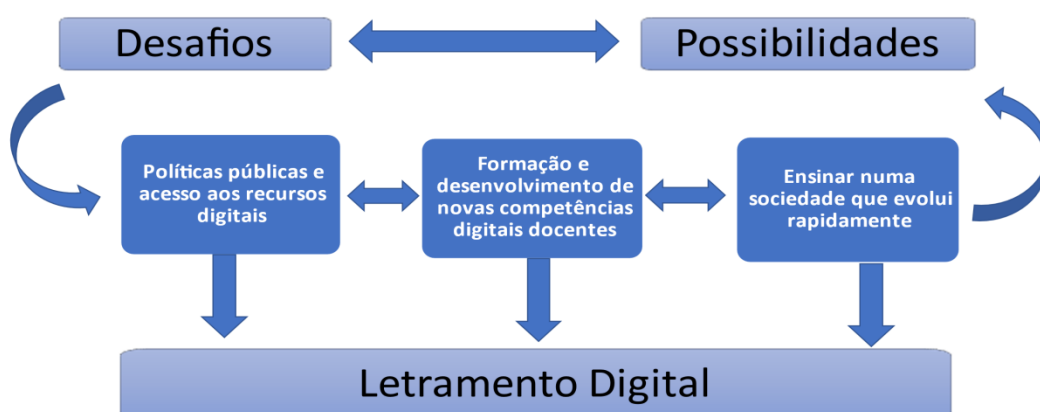 Desafios
Possibilidades
Políticas públicas e
acesso aos recursos
digitais
Formação e
desenvolvimento de
novas competências
digitais docentes
Ensinar numa
sociedade que evolui
rapidamente
Letramento Digital